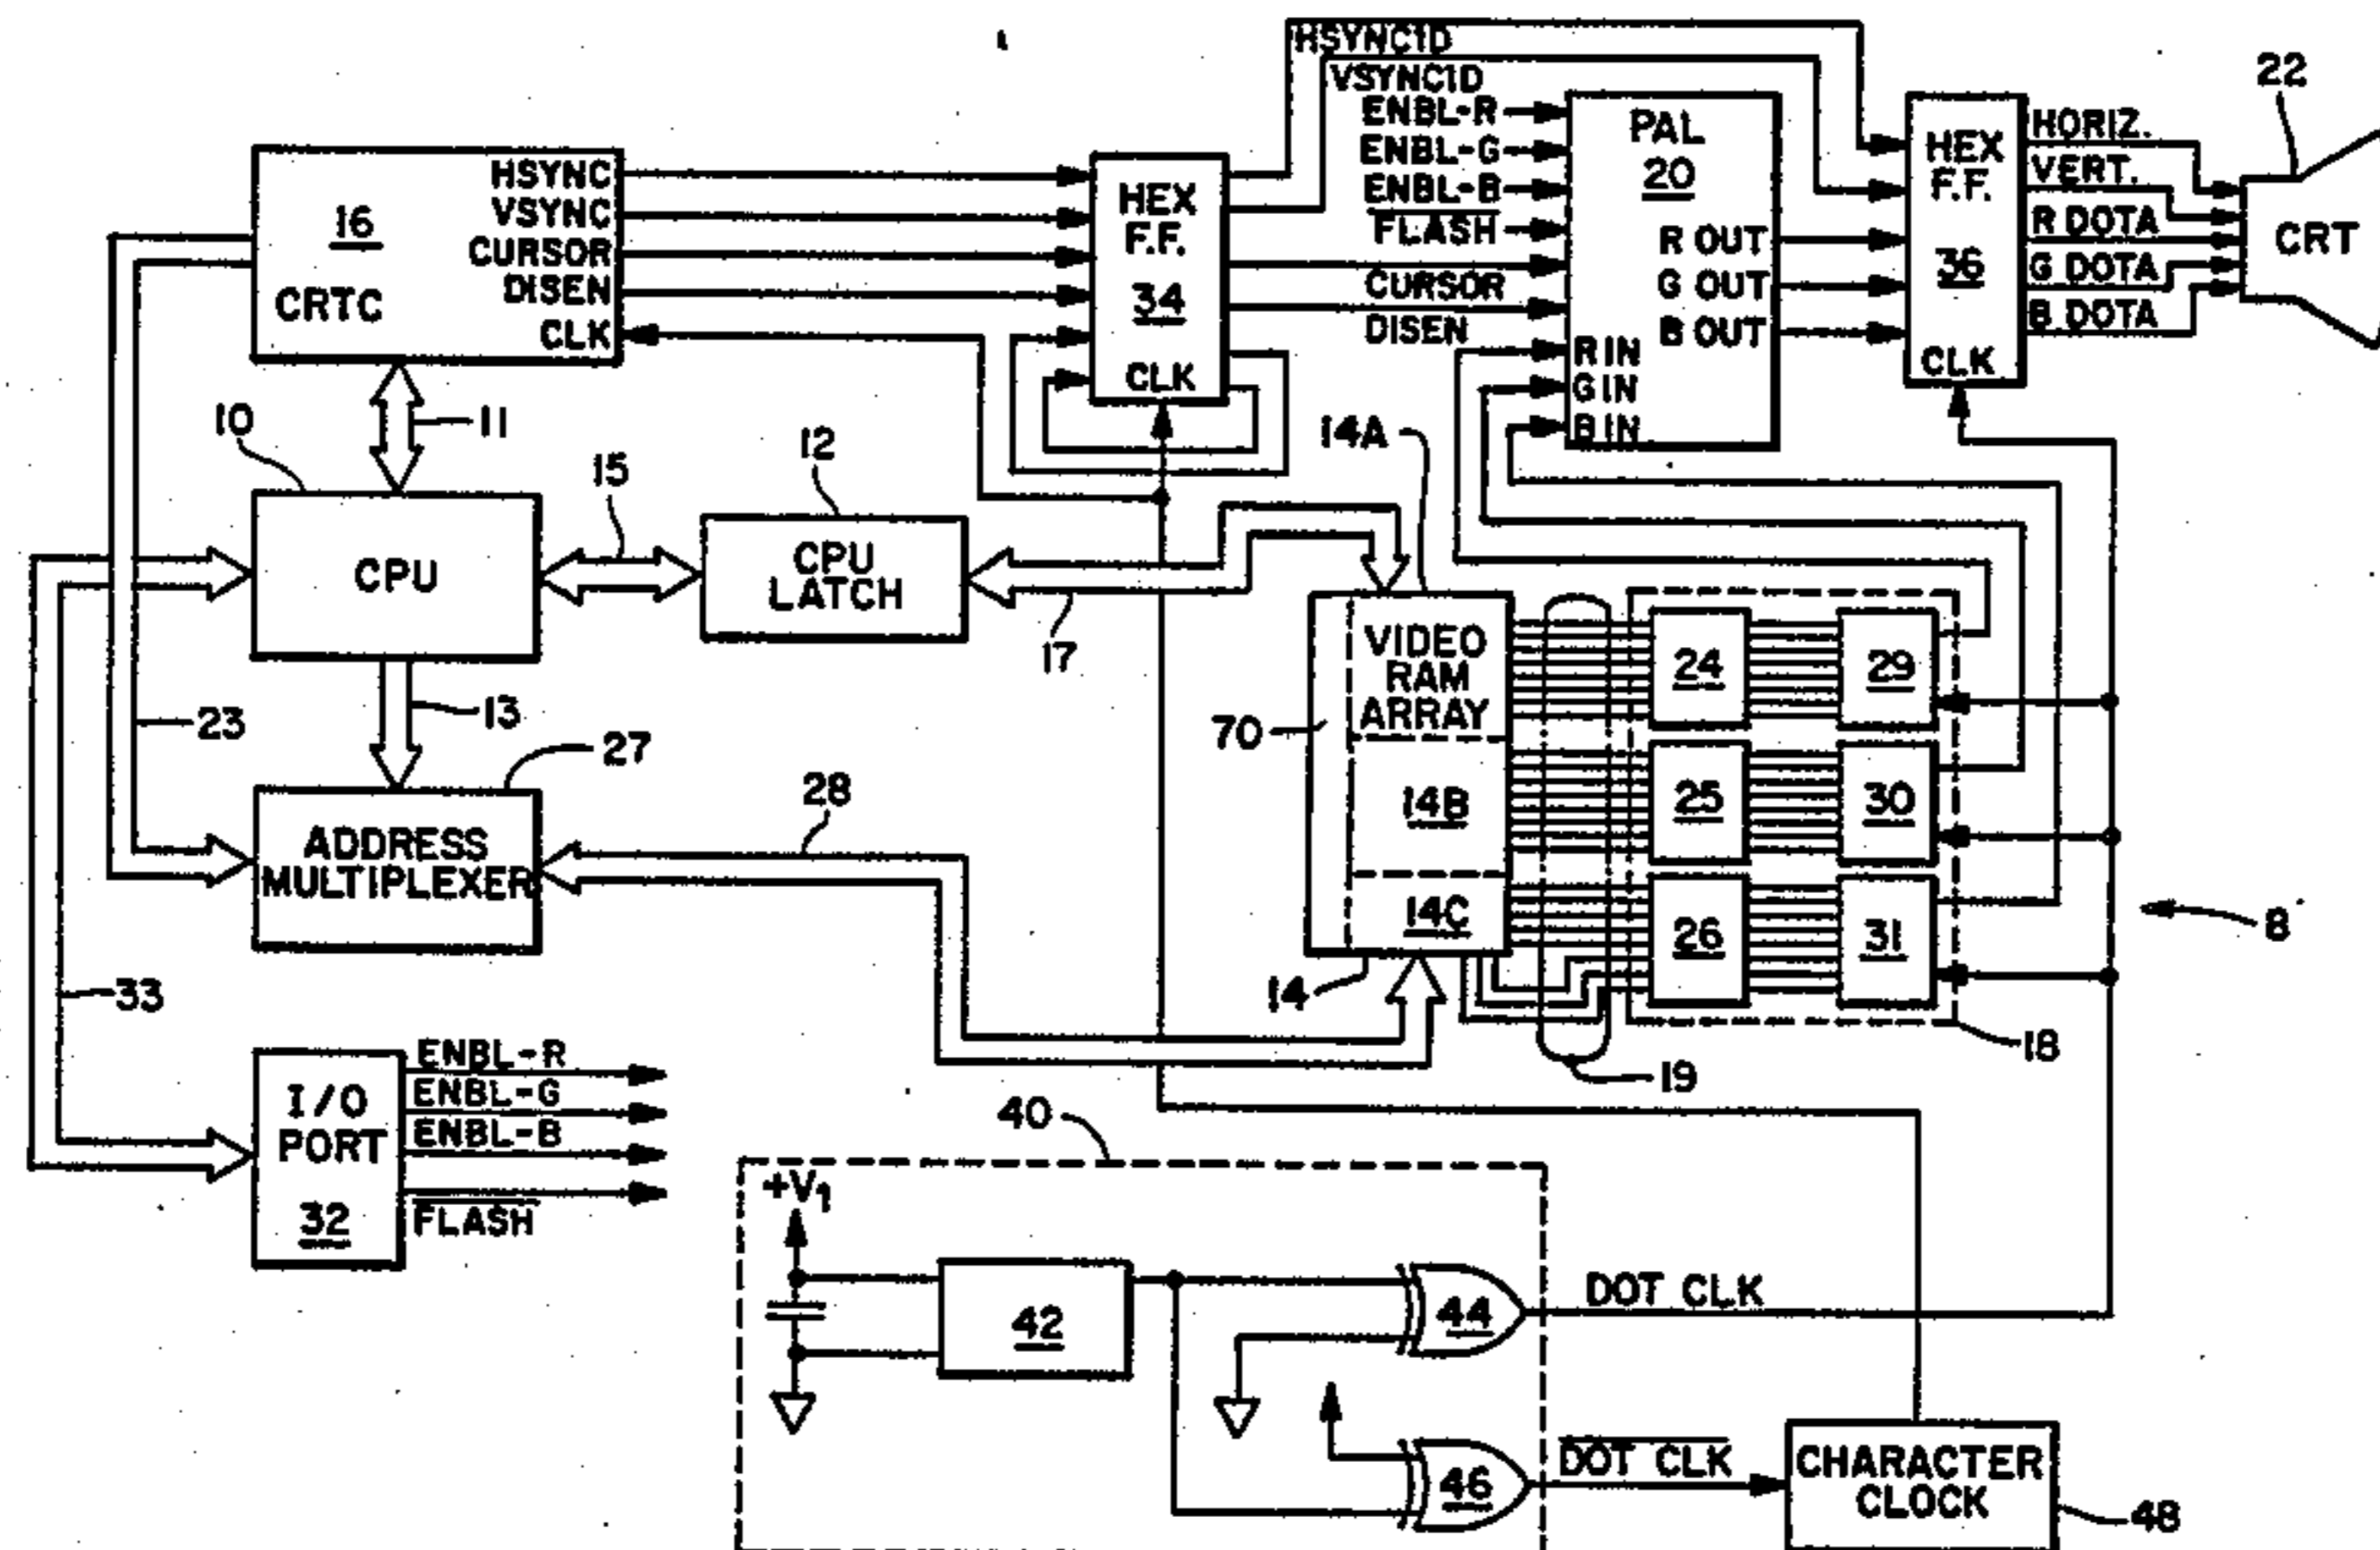 HSYNC1D
VSYNC1D
22
ENBL-R
ENBL-G
ENBL-B
FLASH
CURSOR
DISEN
PAL
20
R OUT
G OUT
B OUT
R IN
G IN
B IN
HEX
F.F.
36
CLK
HORIZ.
VERT.
R DOTA
G DOTA
B DOTA
CRT
HSYNC
VSYNC
CURSOR
DISEN
CLK
16
CRTC
HEX
F.F.
34
CLK
10
11
15
12
14A
CPU
CPU
LATCH
17
VIDEO
RAM
ARRAY
70
14B
14C
14
24
29
25
30
26
31
23
13
27
28
ADDRESS
MULTIPLEXER
8
18
19
33
I/O
PORT
32
ENBL-R
ENBL-G
ENBL-B
FLASH
40
+V1
42
44
DOT CLK
46
DOT CLK
CHARACTER
CLOCK
48